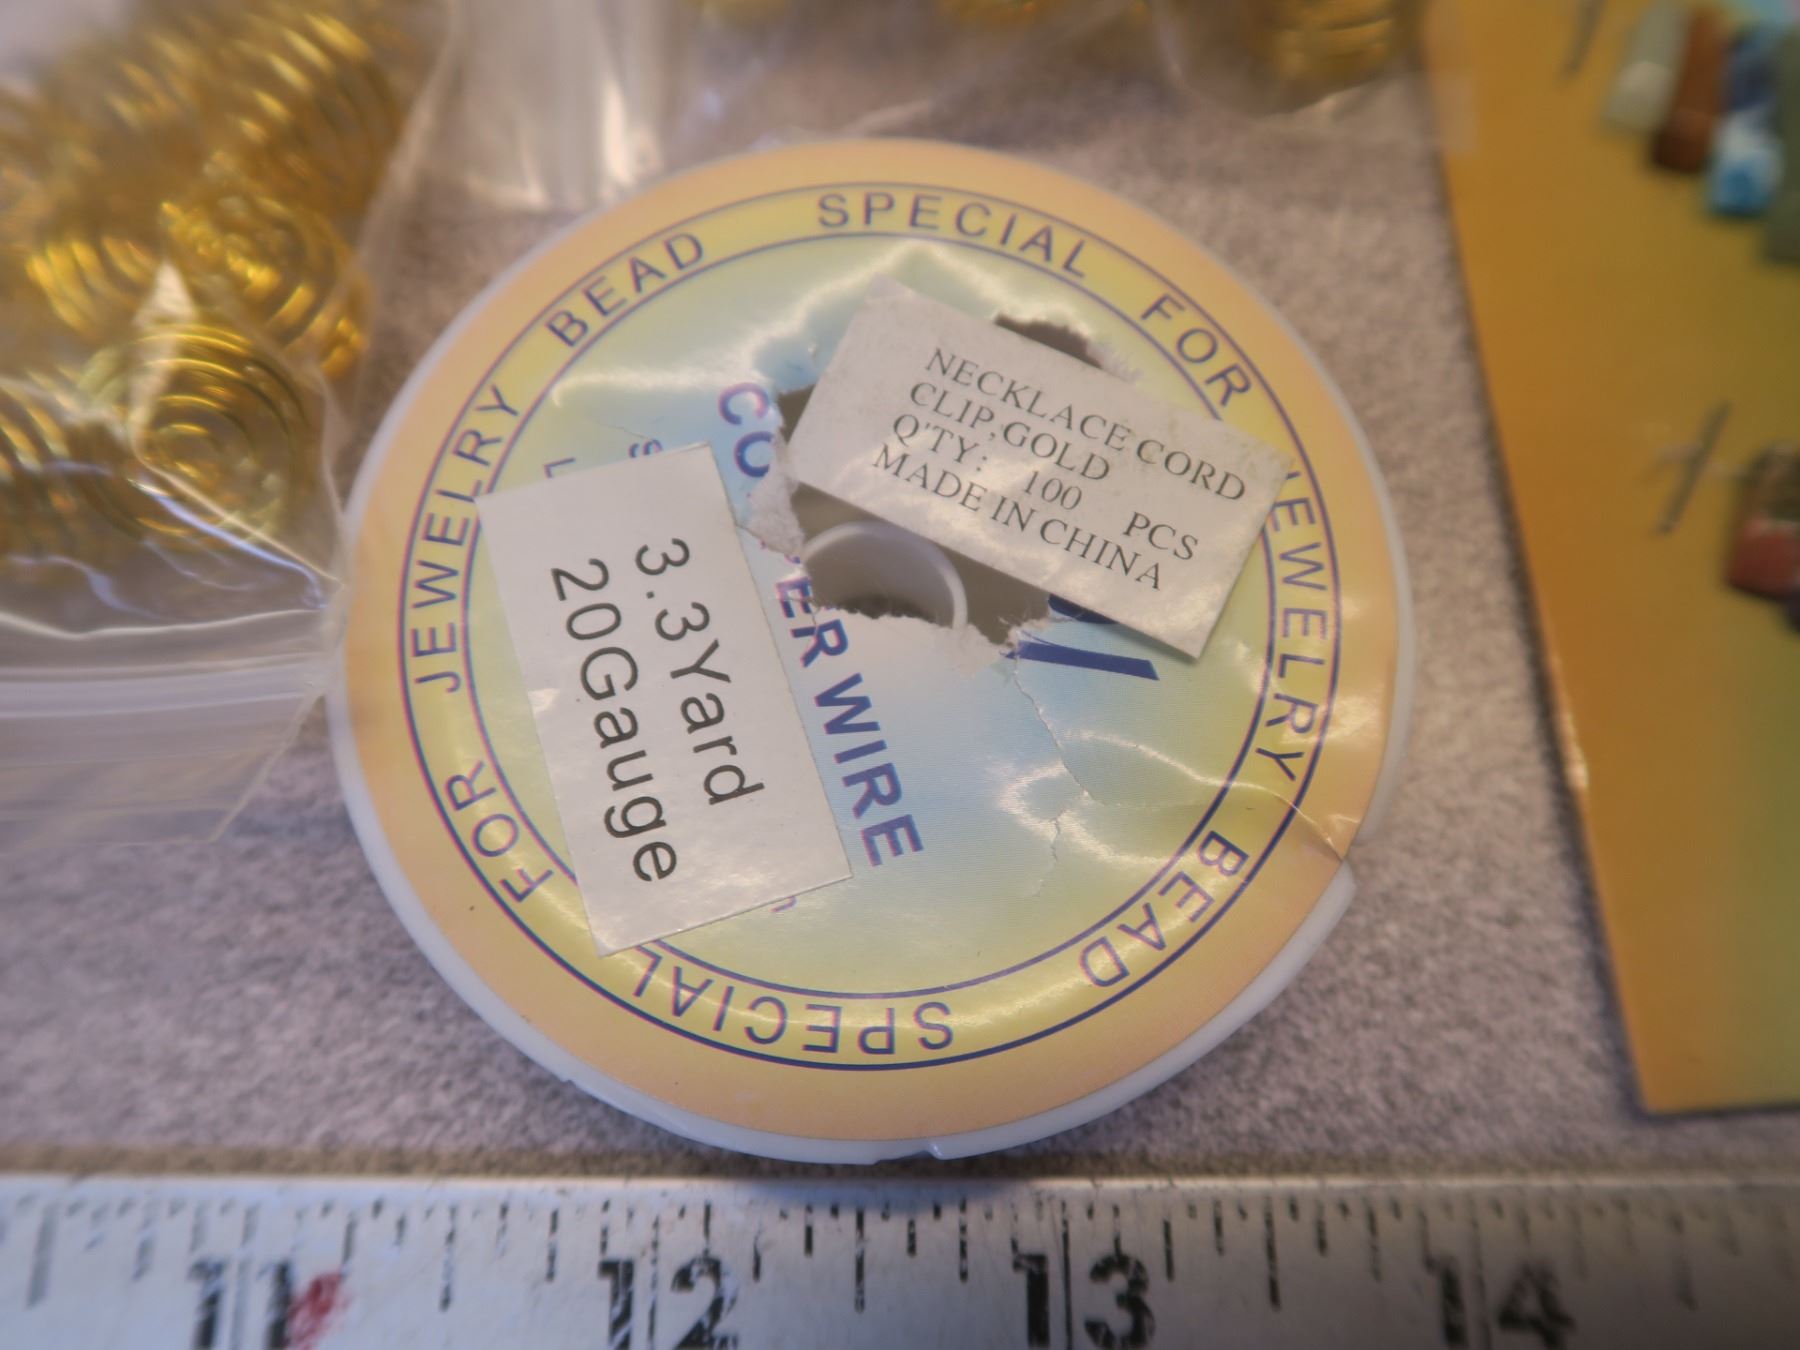 SPECIAL FOR JEWELRY BEAD
SPECIAL FOR JEWELRY BEAD
NECKLACE CORD
CLIP,GOLD
Q'TY: 100 PCS
MADE IN CHINA
WIRE
3.3Yard
20Gauge
11 12 13 14